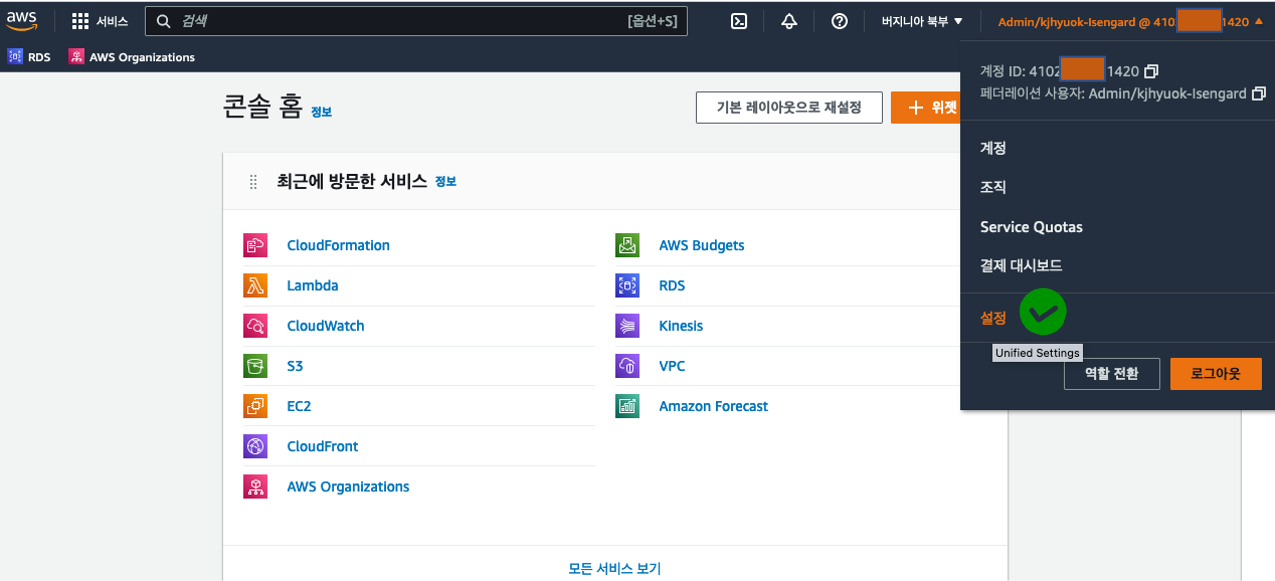 aws 서비스 검색 [옵션+S] 버지니아 북부 Admin/kjhyuok-Isengard @ 410 1420
RDS AWS Organizations
계정 ID: 4102 1420
페더레이션 사용자: Admin/kjhyuok-Isengard
콘솔 홈 정보
기본 레이아웃으로 재설정
+ 위젯
최근에 방문한 서비스 정보
CloudFormation
Lambda
CloudWatch
S3
EC2
CloudFront
AWS Organizations
AWS Budgets
RDS
Kinesis
VPC
Amazon Forecast
모든 서비스 보기
계정
조직
Service Quotas
결제 대시보드
설정
Unified Settings
역할 전환
로그아웃